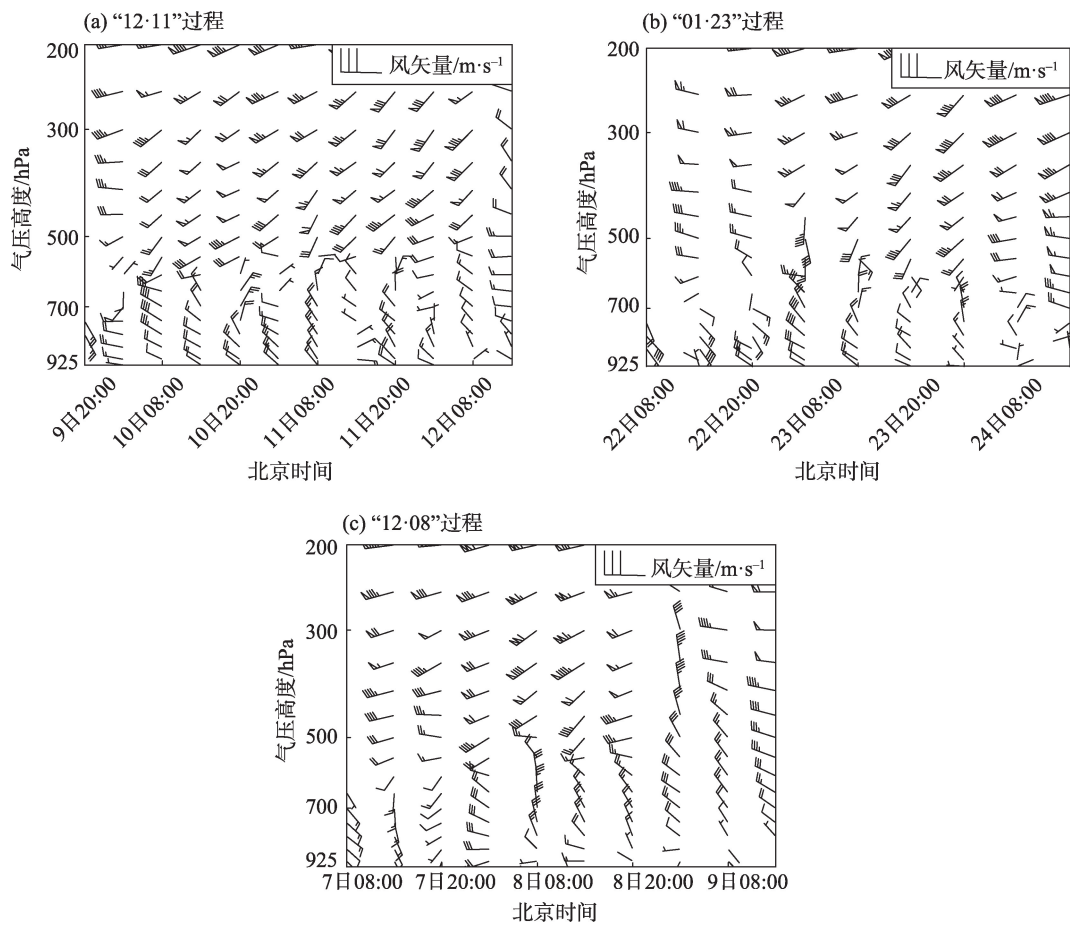 (a) “12·11”过程
200
300
500
700
925
气压高度/hPa
风矢量/m·s⁻¹
9日20:00
10日08:00
10日20:00
11日08:00
11日20:00
12日08:00
北京时间
(b) “01·23”过程
200
300
500
700
925
气压高度/hPa
风矢量/m·s⁻¹
22日08:00
22日20:00
23日08:00
23日20:00
24日08:00
北京时间
(c) “12·08”过程
200
300
500
700
925
气压高度/hPa
风矢量/m·s⁻¹
7日08:00
7日20:00
8日08:00
8日20:00
9日08:00
北京时间